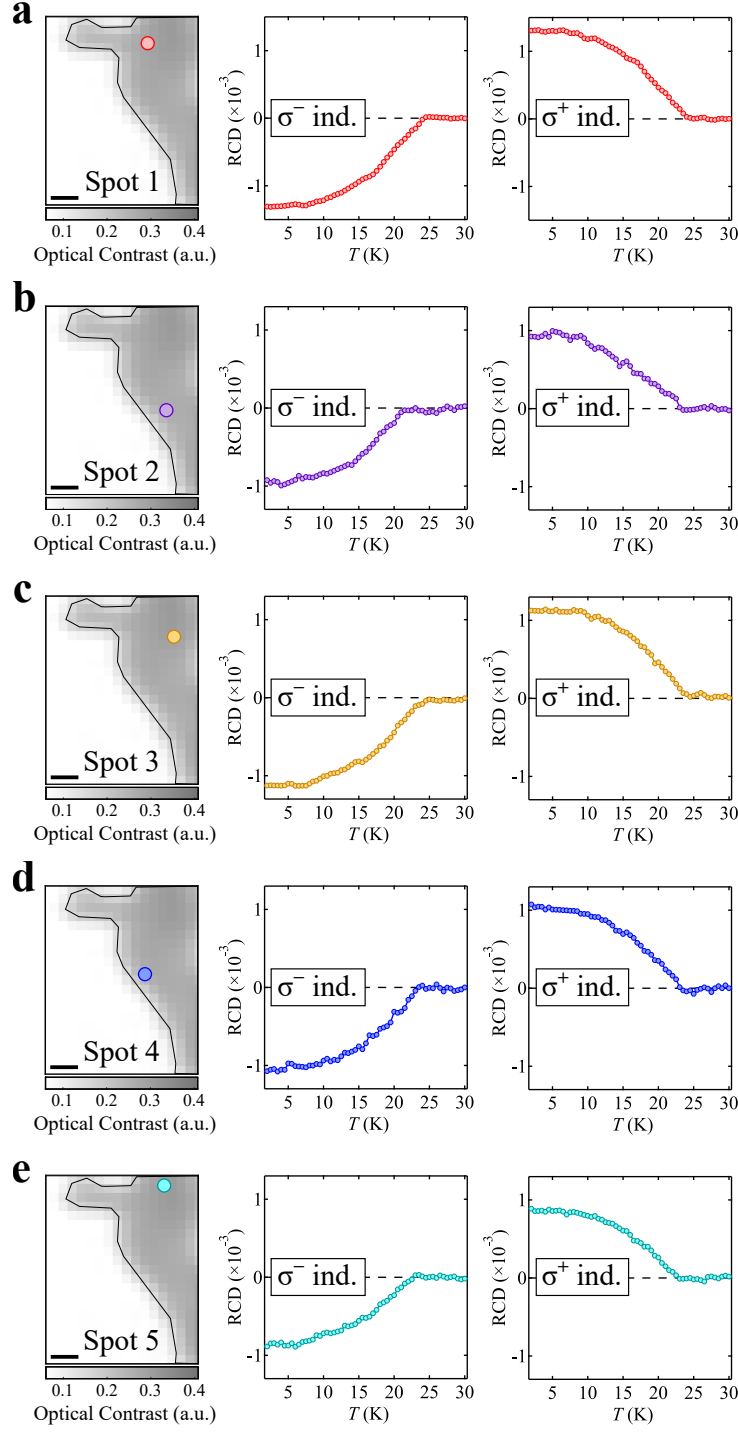 a
Spot 1
0.1 0.2 0.3 0.4
Optical Contrast (a.u.)
RCD (×10⁻³)
1
0
-1
σ⁻ ind.
5 10 15 20 25 30
T (K)
RCD (×10⁻³)
1
0
-1
σ⁺ ind.
5 10 15 20 25 30
T (K)
b
Spot 2
0.1 0.2 0.3 0.4
Optical Contrast (a.u.)
RCD (×10⁻³)
1
0
-1
σ⁻ ind.
5 10 15 20 25 30
T (K)
RCD (×10⁻³)
1
0
-1
σ⁺ ind.
5 10 15 20 25 30
T (K)
c
Spot 3
0.1 0.2 0.3 0.4
Optical Contrast (a.u.)
RCD (×10⁻³)
1
0
-1
σ⁻ ind.
5 10 15 20 25 30
T (K)
RCD (×10⁻³)
1
0
-1
σ⁺ ind.
5 10 15 20 25 30
T (K)
d
Spot 4
0.1 0.2 0.3 0.4
Optical Contrast (a.u.)
RCD (×10⁻³)
1
0
-1
σ⁻ ind.
5 10 15 20 25 30
T (K)
RCD (×10⁻³)
1
0
-1
σ⁺ ind.
5 10 15 20 25 30
T (K)
e
Spot 5
0.1 0.2 0.3 0.4
Optical Contrast (a.u.)
RCD (×10⁻³)
1
0
-1
σ⁻ ind.
5 10 15 20 25 30
T (K)
RCD (×10⁻³)
1
0
-1
σ⁺ ind.
5 10 15 20 25 30
T (K)